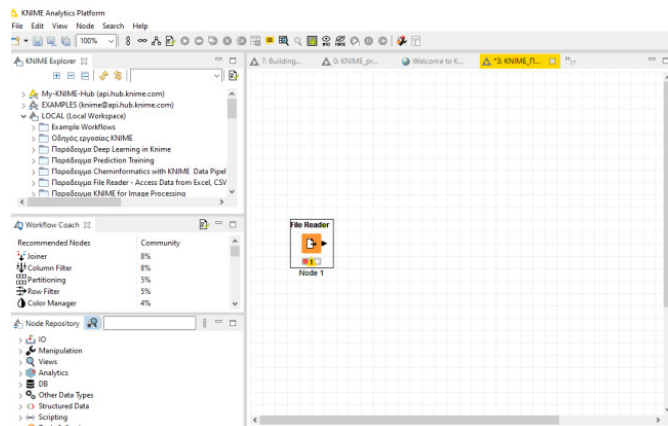 KNIME Analytics Platform
File Edit View Node Search Help
100%
7: Building... 0: KNIME_pr... Welcome to K... *3: KNIME_Π... 
KNIME Explorer
My-KNIME-Hub (api.hub.knime.com)
EXAMPLES (knime@api.hub.knime.com)
LOCAL (Local Workspace)
Example Workflows
Οδηγός εργασίας KNIME
Παράδειγμα Deep Learning in Knime
Παράδειγμα Prediction Training
Παράδειγμα Cheminformatics with KNIME Data Pipel
Παράδειγμα File Reader - Access Data from Excel, CSV
Παράδειγμα KNIME for Image Processing
Workflow Coach
Recommended Nodes Community
Joiner 8%
Column Filter 8%
Partitioning 5%
Row Filter 5%
Color Manager 4%
Node Repository
IO
Manipulation
Views
Analytics
DB
Other Data Types
Structured Data
Scripting
File Reader
Node 1